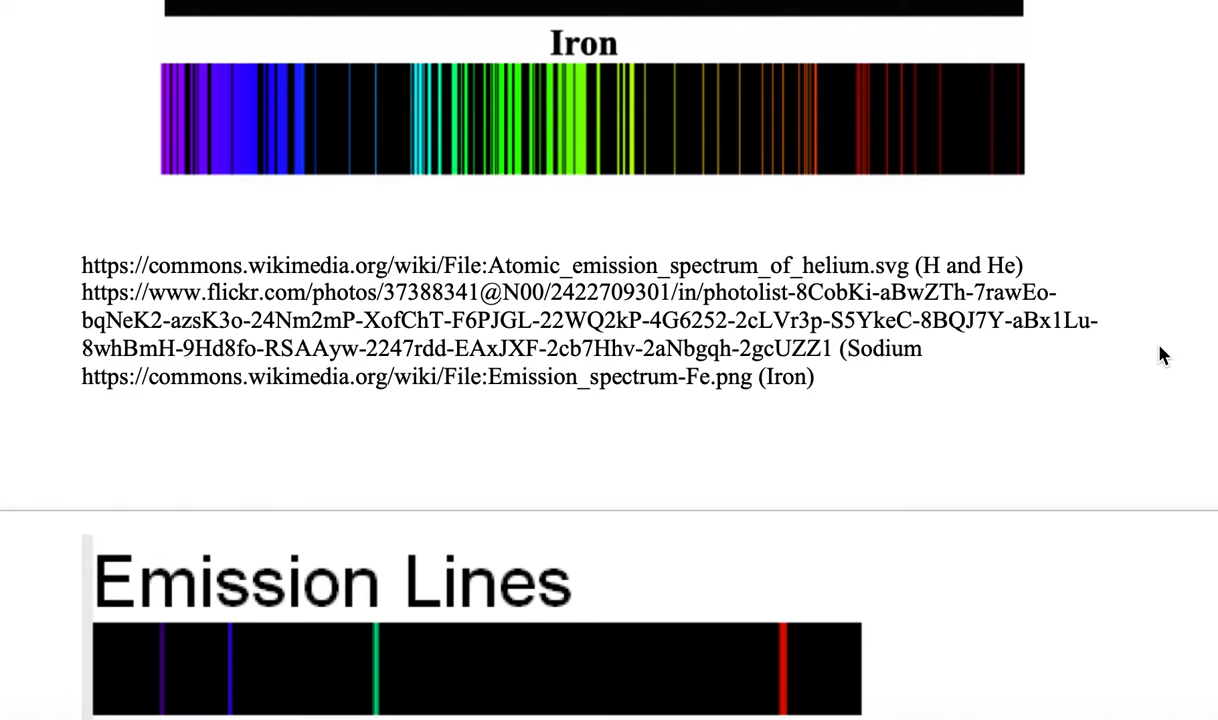 Iron
https://commons.wikimedia.org/wiki/File:Atomic_emission_spectrum_of_helium.svg (H and He)
https://www.flickr.com/photos/37388341@N00/2422709301/in/photolist-8CobKi-aBwZTh-7rawEo-
bqNeK2-azsK3o-24Nm2mP-XofChT-F6PJGL-22WQ2kP-4G6252-2cLVr3p-S5YkeC-8BQJ7Y-aBx1Lu-
8whBmH-9Hd8fo-RSAAyw-2247rdd-EAxJXF-2cb7Hhv-2aNbgqh-2gcUZZ1 (Sodium
https://commons.wikimedia.org/wiki/File:Emission_spectrum-Fe.png (Iron)
Emission Lines